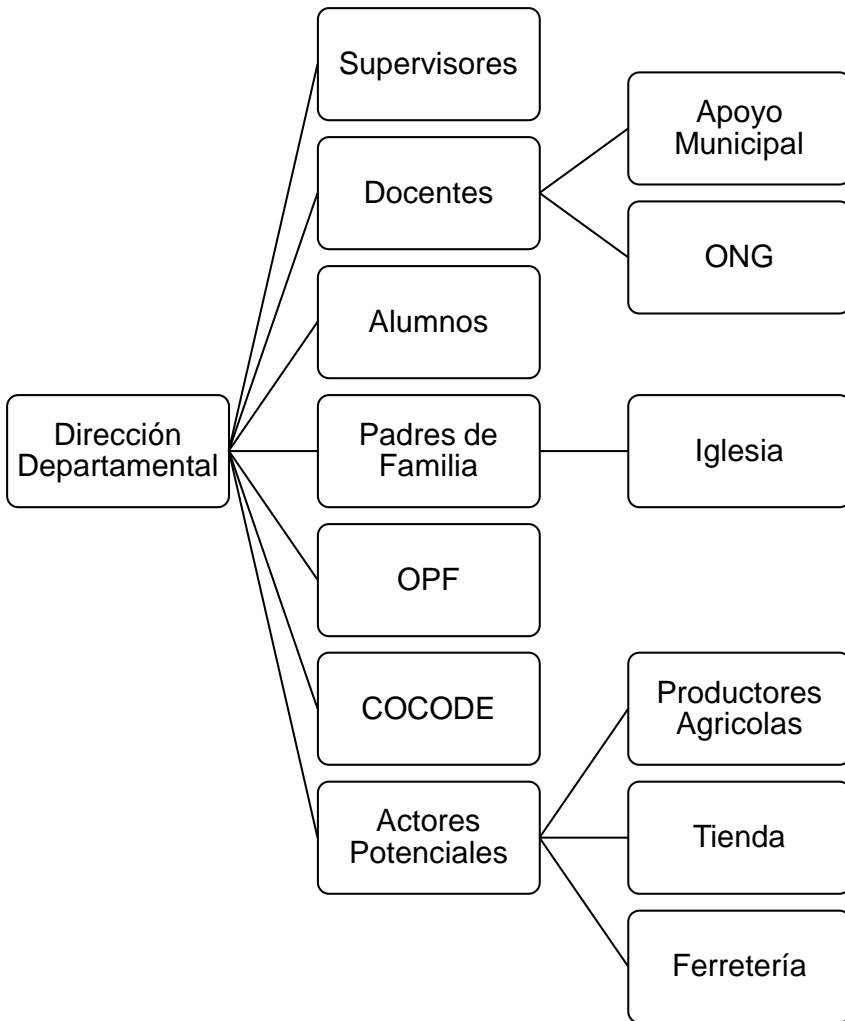 Supervisores
Apoyo
Municipal
Docentes
ONG
Alumnos
Dirección
Departamental
Padres de
Familia
Iglesia
OPF
COCODE
Productores
Agricolas
Actores
Potenciales
Tienda
Ferretería